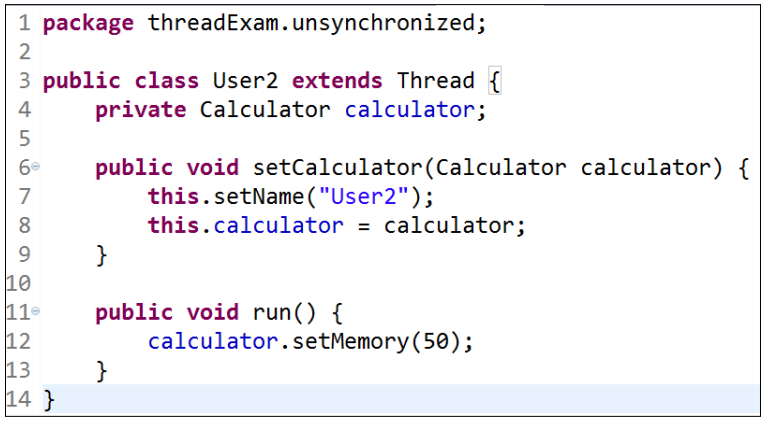 1 package threadExam.unsynchronized;
2
3 public class User2 extends Thread {
4     private Calculator calculator;
5
6     public void setCalculator(Calculator calculator) {
7         this.setName("User2");
8         this.calculator = calculator;
9     }
10
11     public void run() {
12         calculator.setMemory(50);
13     }
14 }